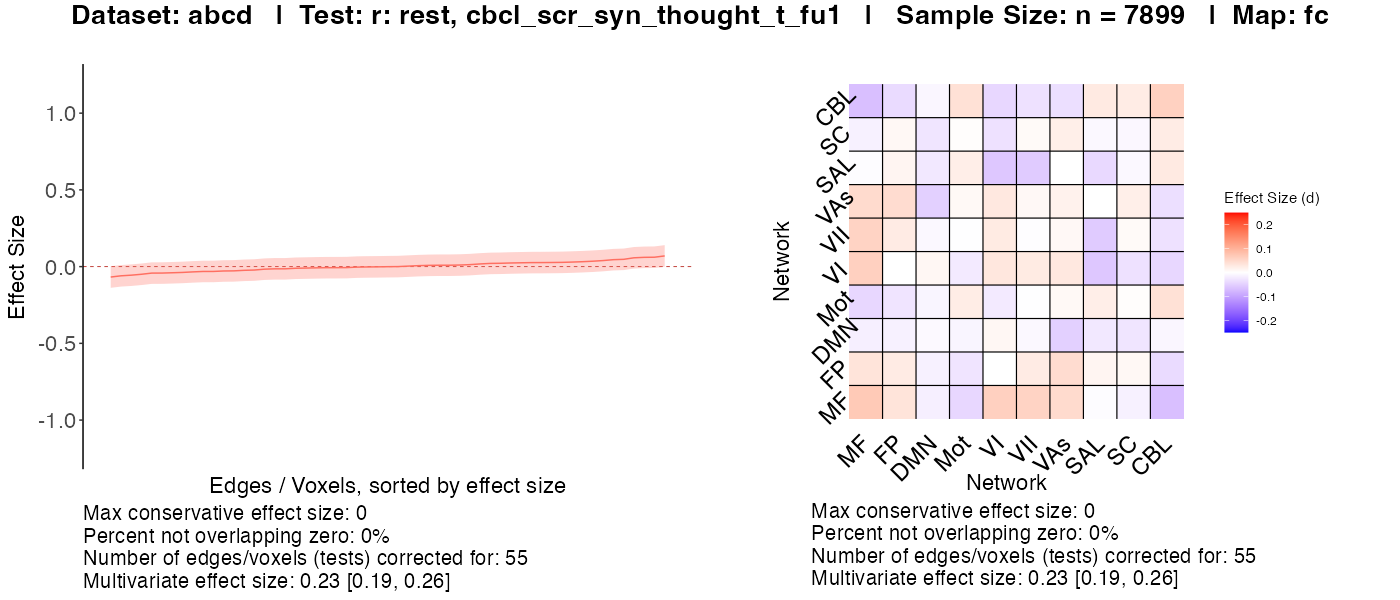 Dataset: abcd | Test: r: rest, cbcl_scr_syn_thought_t_fu1 | Sample Size: n = 7899 | Map: fc
Effect Size
1.0
0.5
0.0
-0.5
-1.0
Edges / Voxels, sorted by effect size
Max conservative effect size: 0
Percent not overlapping zero: 0%
Number of edges/voxels (tests) corrected for: 55
Multivariate effect size: 0.23 [0.19, 0.26]
Network
CBL
SC
SAL
VAs
VII
VI
Mot
DMN
FP
MF
MF FP DMN Mot VI VII VAs SAL SC CBL
Network
Max conservative effect size: 0
Percent not overlapping zero: 0%
Number of edges/voxels (tests) corrected for: 55
Multivariate effect size: 0.23 [0.19, 0.26]
Effect Size (d)
0.2
0.1
0.0
-0.1
-0.2